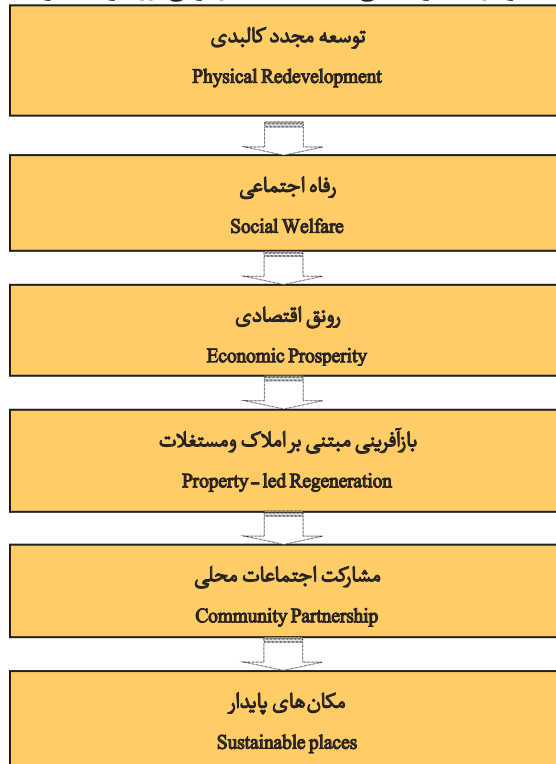 توسعه مجدد کالبدی
Physical Redevelopment
رفاه اجتماعی
Social Welfare
رونق اقتصادی
Economic Prosperity
بازآفرینی مبتنی بر املاک ومستغلات
Property – led Regeneration
مشارکت اجتماعات محلی
Community Partnership
مکان‌های پایدار
Sustainable places